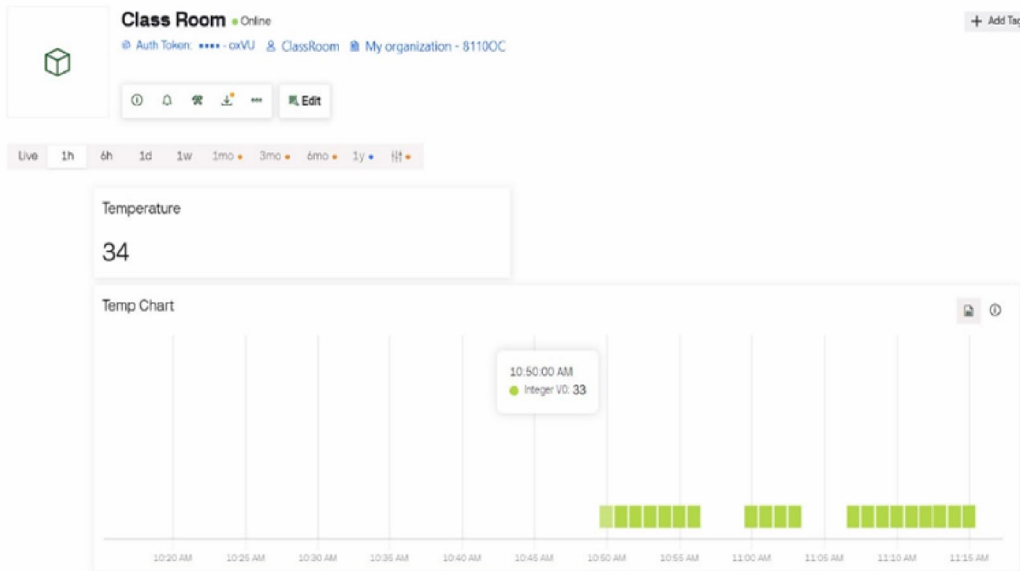 Class Room Online
Auth Token: •••• - oxVU ClassRoom My organization - 8110OC
+ Add Tag
Edit
Live 1h 6h 1d 1w 1mo 3mo 6mo 1y
Temperature
34
Temp Chart
10:50:00 AM
Integer V0: 33
10:20 AM 10:25 AM 10:30 AM 10:35 AM 10:40 AM 10:45 AM 10:50 AM 10:55 AM 11:00 AM 11:05 AM 11:10 AM 11:15 AM